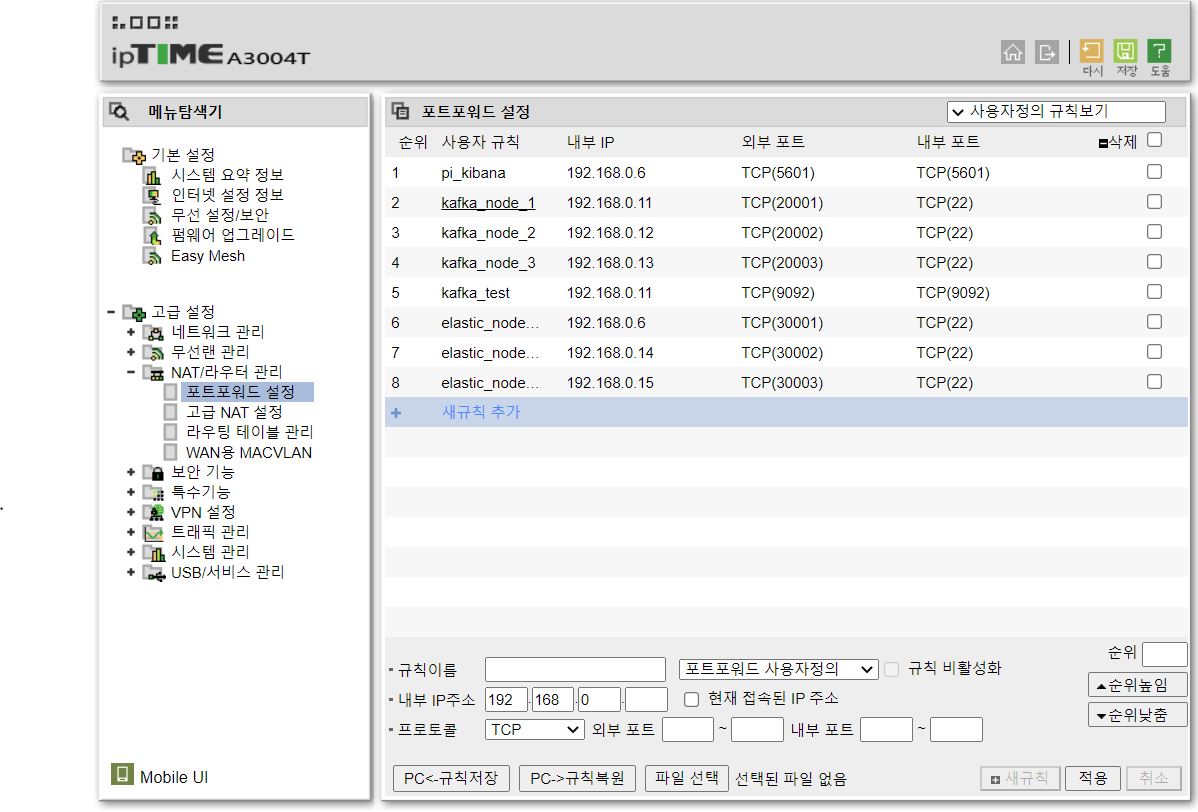 ipTIME A3004T
다시 저장 도움
메뉴탐색기
기본 설정
시스템 요약 정보
인터넷 설정 정보
무선 설정/보안
펌웨어 업그레이드
Easy Mesh
고급 설정
네트워크 관리
무선랜 관리
NAT/라우터 관리
포트포워드 설정
고급 NAT 설정
라우팅 테이블 관리
WAN용 MACVLAN
보안 기능
특수기능
VPN 설정
트래픽 관리
시스템 관리
USB/서비스 관리
Mobile UI
포트포워드 설정 사용자정의 규칙보기
순위 사용자 규칙 내부 IP 외부 포트 내부 포트 삭제
1 pi_kibana 192.168.0.6 TCP(5601) TCP(5601)
2 kafka_node_1 192.168.0.11 TCP(20001) TCP(22)
3 kafka_node_2 192.168.0.12 TCP(20002) TCP(22)
4 kafka_node_3 192.168.0.13 TCP(20003) TCP(22)
5 kafka_test 192.168.0.11 TCP(9092) TCP(9092)
6 elastic_node... 192.168.0.6 TCP(30001) TCP(22)
7 elastic_node... 192.168.0.14 TCP(30002) TCP(22)
8 elastic_node... 192.168.0.15 TCP(30003) TCP(22)
+ 새규칙 추가
순위
규칙이름 포트포워드 사용자정의 규칙 비활성화
▲순위높임
내부 IP주소 192 . 168 . 0 . 현재 접속된 IP 주소
▼순위낮춤
프로토콜 TCP 외부 포트 ~ 내부 포트 ~
PC<-규칙저장 PC->규칙복원 파일 선택 선택된 파일 없음 새규칙 적용 취소